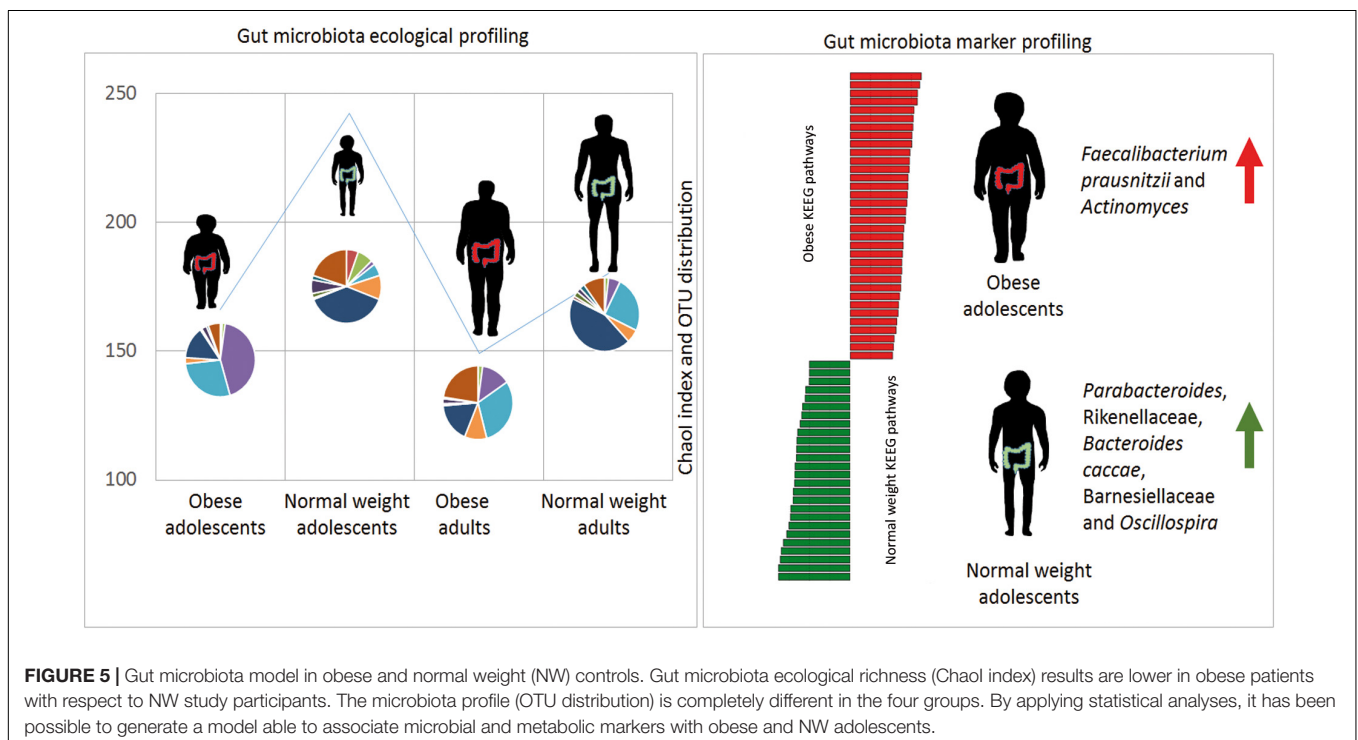 Gut microbiota ecological profiling
250
200
150
100
Obese
adolescents
Normal weight
adolescents
Obese
adults
Normal weight
adults
ChaoI index and OTU distribution
Gut microbiota marker profiling
Obese KEEG pathways
Normal weight KEEG pathways
Obese
adolescents
Faecalibacterium
prausnitzii and
Actinomyces
Normal weight
adolescents
Parabacteroides,
Rikenellaceae,
Bacteroides
caccae,
Barnesiellaceae
and Oscillospira
FIGURE 5 | Gut microbiota model in obese and normal weight (NW) controls. Gut microbiota ecological richness (ChaoI index) results are lower in obese patients
with respect to NW study participants. The microbiota profile (OTU distribution) is completely different in the four groups. By applying statistical analyses, it has been
possible to generate a model able to associate microbial and metabolic markers with obese and NW adolescents.